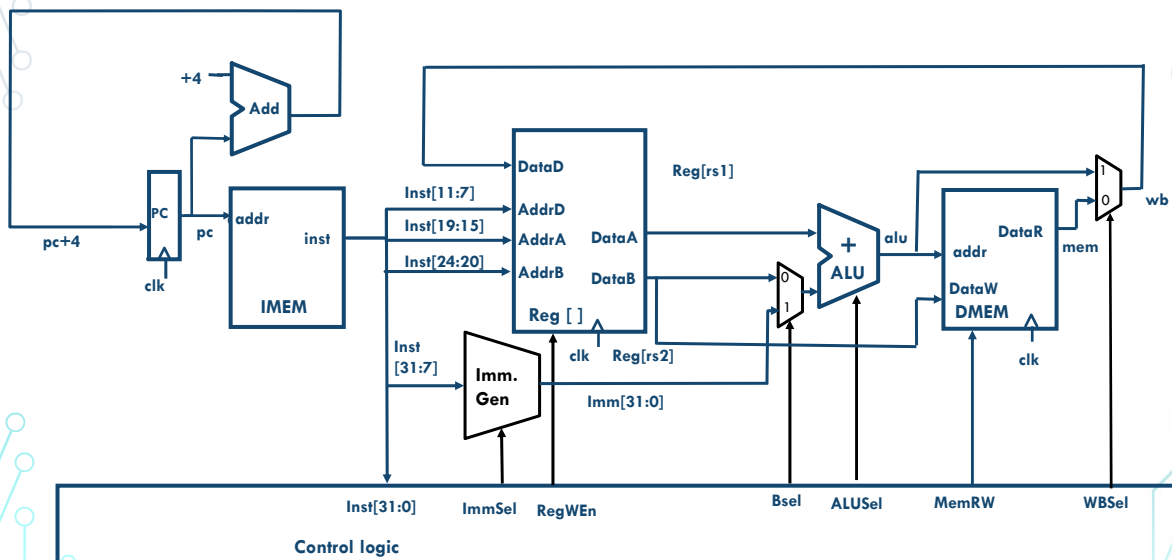 +4
Add
DataD
Reg[rs1]
1
Inst[11:7]
0
wb
PC
addr
AddrD
Inst[19:15]
inst
AddrA
DataA
+
alu
DataR
pc+4
pc
mem
Inst[24:20]
AddrB
DataB
0
ALU
addr
clk
DataW
IMEM
1
DMEM
Reg [ ]
clk
Reg[rs2]
clk
Inst
[31:7]
Imm.
Gen
Imm[31:0]
Inst[31:0]
ImmSel
RegWEn
Bsel
ALUSel
MemRW
WBSel
Control logic